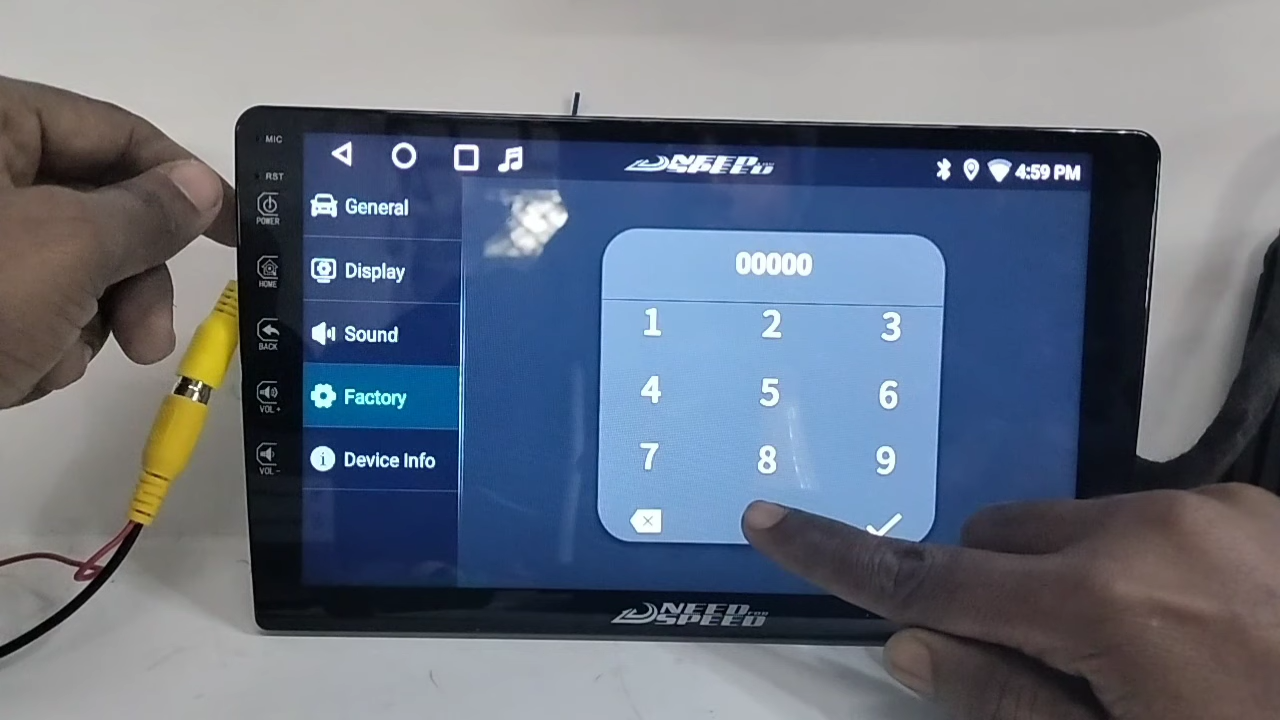 MIC
RST
POWER
HOME
BACK
VOL +
VOL -
NEED FOR SPEED
4:59 PM
General
Display
Sound
Factory
Device Info
00000
1 2 3
4 5 6
7 8 9
NEED FOR SPEED